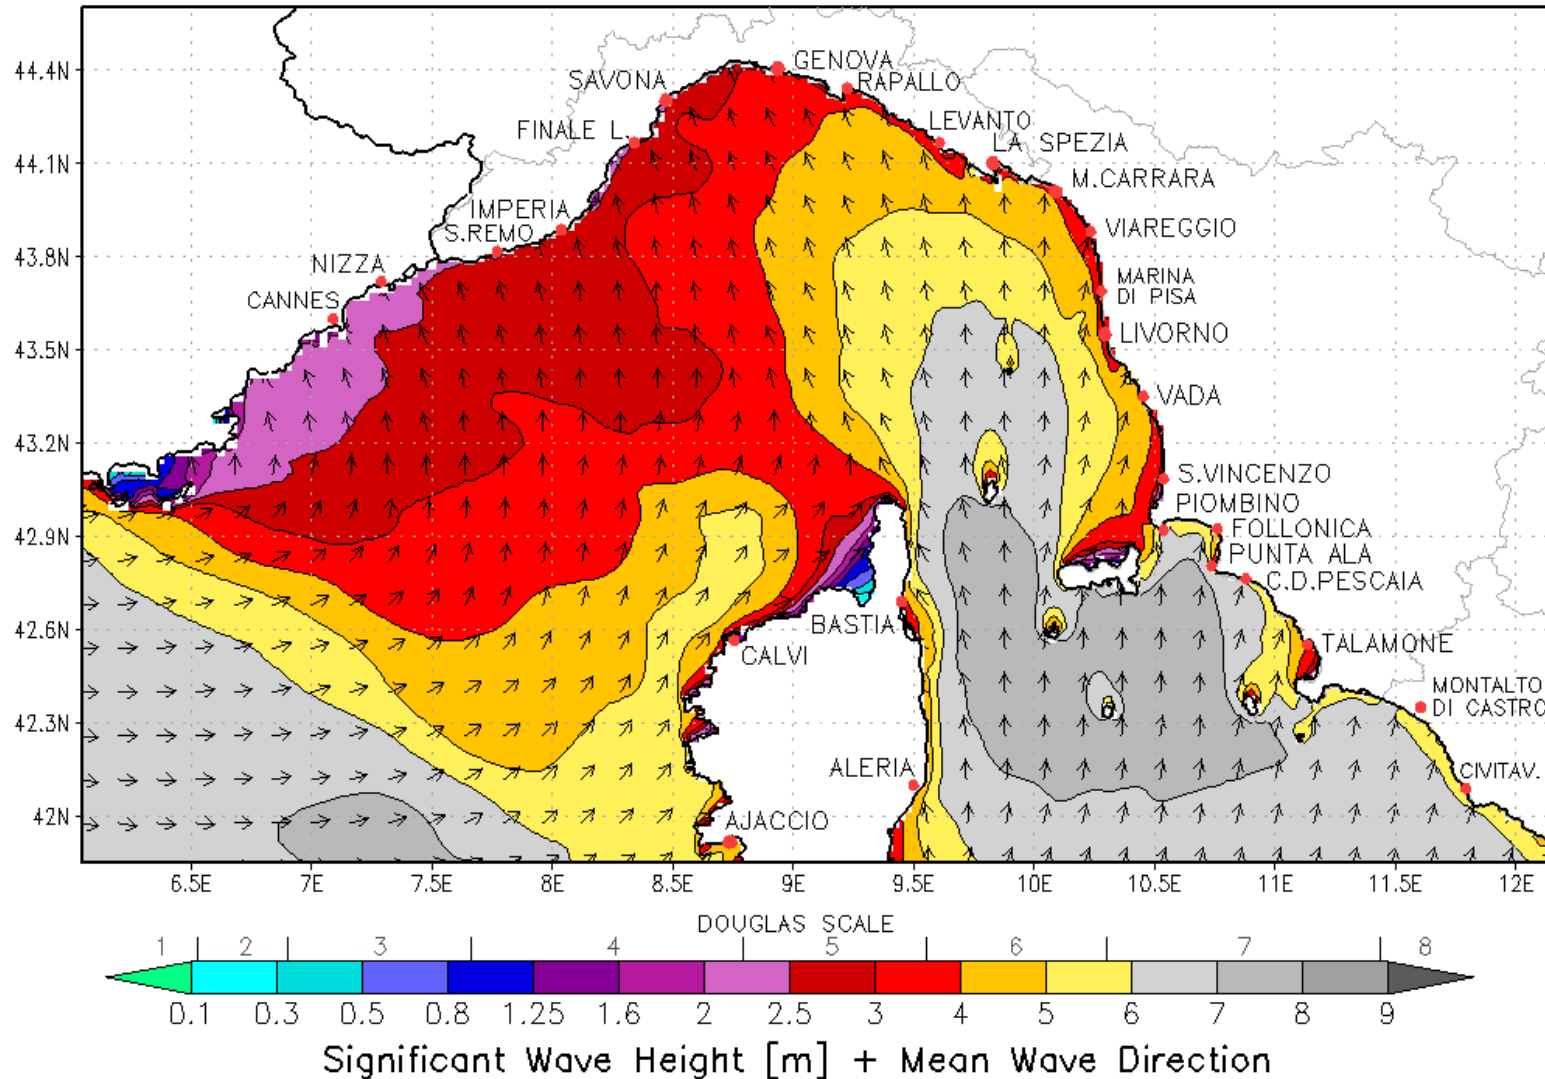 44.4N
44.1N
43.8N
43.5N
43.2N
42.9N
42.6N
42.3N
42N
GENOVA
SAVONA
RAPALLO
FINALE L.
LEVANTO
LA SPEZIA
M.CARRARA
IMPERIA
S.REMO
VIAREGGIO
NIZZA
MARINA
DI PISA
CANNES
LIVORNO
VADA
S.VINCENZO
PIOMBINO
FOLLONICA
PUNTA ALA
C.D.PESCAIA
BASTIA
TALAMONE
CALVI
MONTALTO
DI CASTRO
ALERIA
CIVITAV.
AJACCIO
6.5E 7E 7.5E 8E 8.5E 9E 9.5E 10E 10.5E 11E 11.5E 12E
DOUGLAS SCALE
1 2 3 4 5 6 7 8
0.1 0.3 0.5 0.8 1.25 1.6 2 2.5 3 4 5 6 7 8 9
Significant Wave Height [m] + Mean Wave Direction